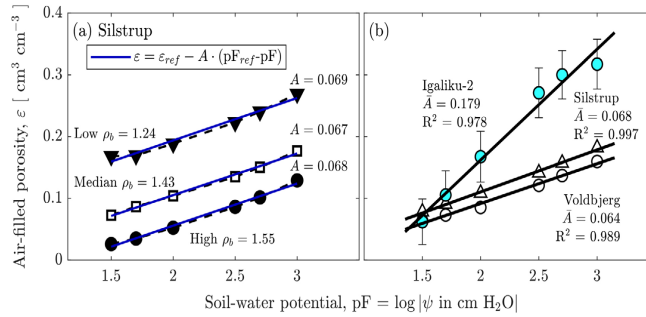 Air-filled porosity, ε [ cm³ cm⁻³ ]
0.4
0.3
0.2
0.1
0
(a) Silstrup
ε = ε_ref − A · (pF_ref-pF)
A = 0.069
Low ρ_b = 1.24
A = 0.067
A = 0.068
Median ρ_b = 1.43
High ρ_b = 1.55
1.5 2 2.5 3
(b)
Igaliku-2
Ā = 0.179
R² = 0.978
Silstrup
Ā = 0.068
R² = 0.997
Voldbjerg
Ā = 0.064
R² = 0.989
1.5 2 2.5 3
Soil-water potential, pF = log |ψ in cm H₂O|